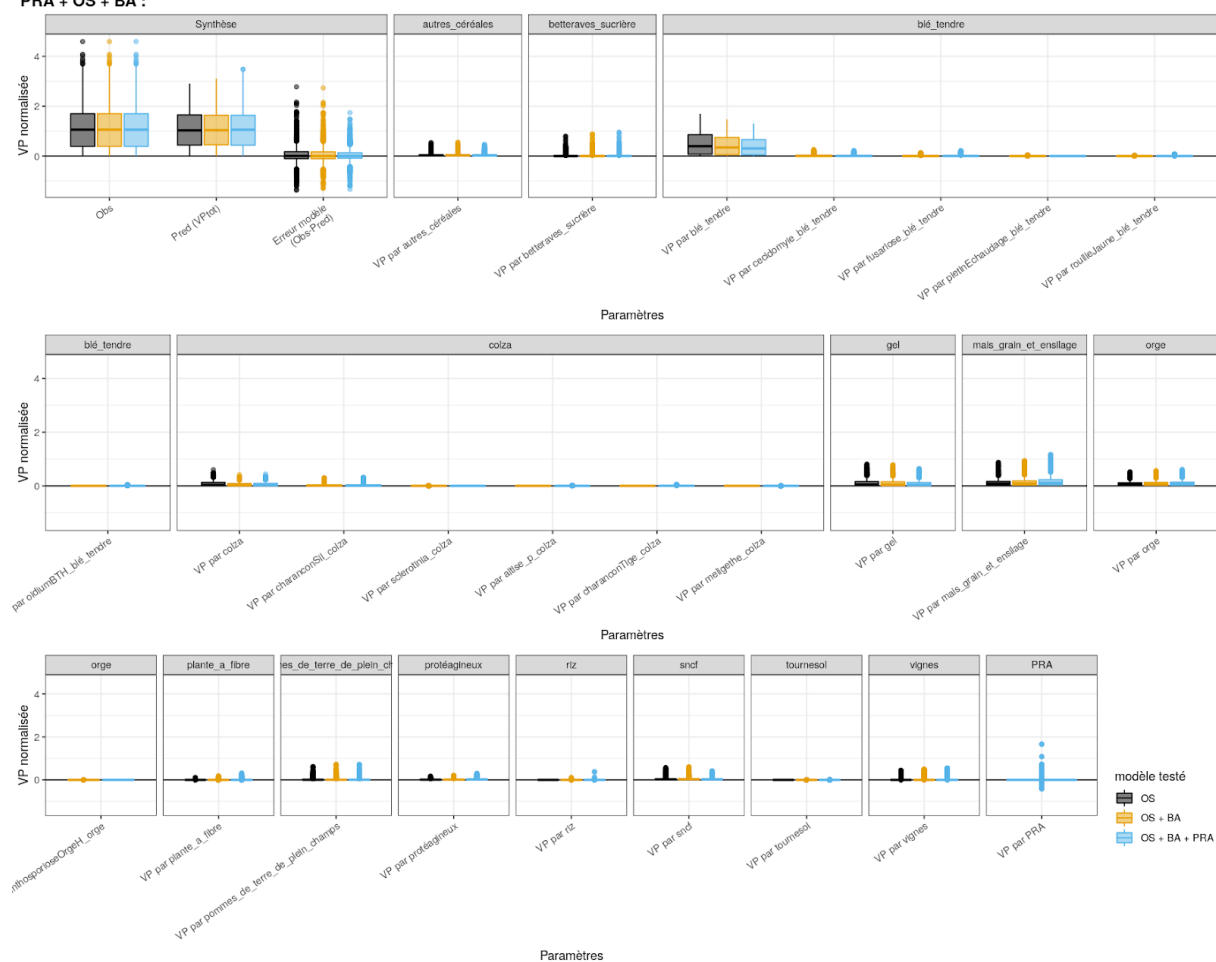 PRA + OS + BA :
Synthèse
autres_céréales
betteraves_sucrière
blé_tendre
VP normalisée
4
2
0
Obs
Pred (VPtot)
Erreur modèle
(Obs-Pred)
VP par autres_céréales
VP par betteraves_sucrière
VP par blé_tendre
VP par cecidomyie_blé_tendre
VP par fusariose_blé_tendre
VP par pietinEchaudage_blé_tendre
VP par rouilleJaune_blé_tendre
Paramètres
blé_tendre
colza
gel
mais_grain_et_ensilage
orge
VP normalisée
4
2
0
par oïdiumBTH_blé_tendre
VP par colza
VP par charanconSil_colza
VP par sclerotinia_colza
VP par altise_p_colza
VP par charanconTige_colza
VP par meligethe_colza
VP par gel
VP par mais_grain_et_ensilage
VP par orge
Paramètres
orge
plante_a_fibre
es_de_terre_de_plein_ch
protéagineux
riz
sncf
tournesol
vignes
PRA
VP normalisée
4
2
0
nthosporioseOrgeH_orge
VP par plante_a_fibre
VP par pommes_de_terre_de_plein_champs
VP par protéagineux
VP par riz
VP par sncf
VP par tournesol
VP par vignes
VP par PRA
Paramètres
modèle testé
OS
OS + BA
OS + BA + PRA